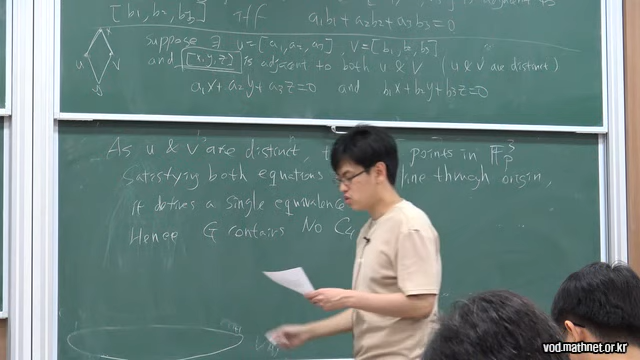 [b₁, b₂, b₃] iff a₁b₁ + a₂b₂ + a₃b₃ = 0
suppose ∃ u = [a₁, a₂, a₃], v = [b₁, b₂, b₃]
u v
and [x, y, z] is adjacent to both u & v (u & v are distinct)
a₁x + a₂y + a₃z = 0 and b₁x + b₂y + b₃z = 0
As u & v are distinct, points in 𝔽ₚ³
Satisfying both equations line through origin,
it defines a single equivalence
Hence G contains No C₄
vod.mathnet.or.kr